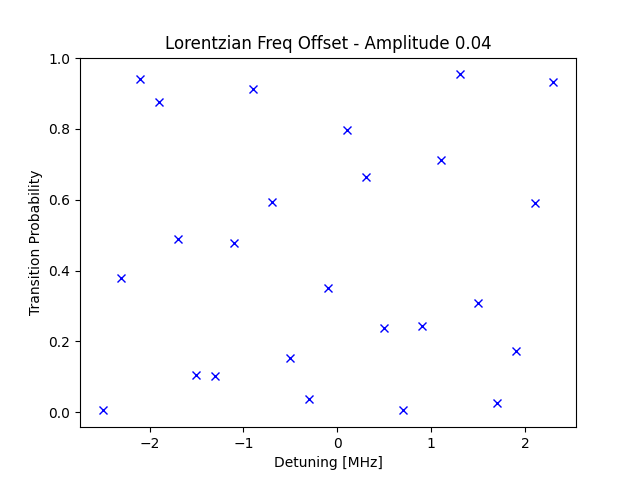 Lorentzian Freq Offset - Amplitude 0.04
1.0
0.8
0.6
0.4
0.2
0.0
Transition Probability
−2 −1 0 1 2
Detuning [MHz]